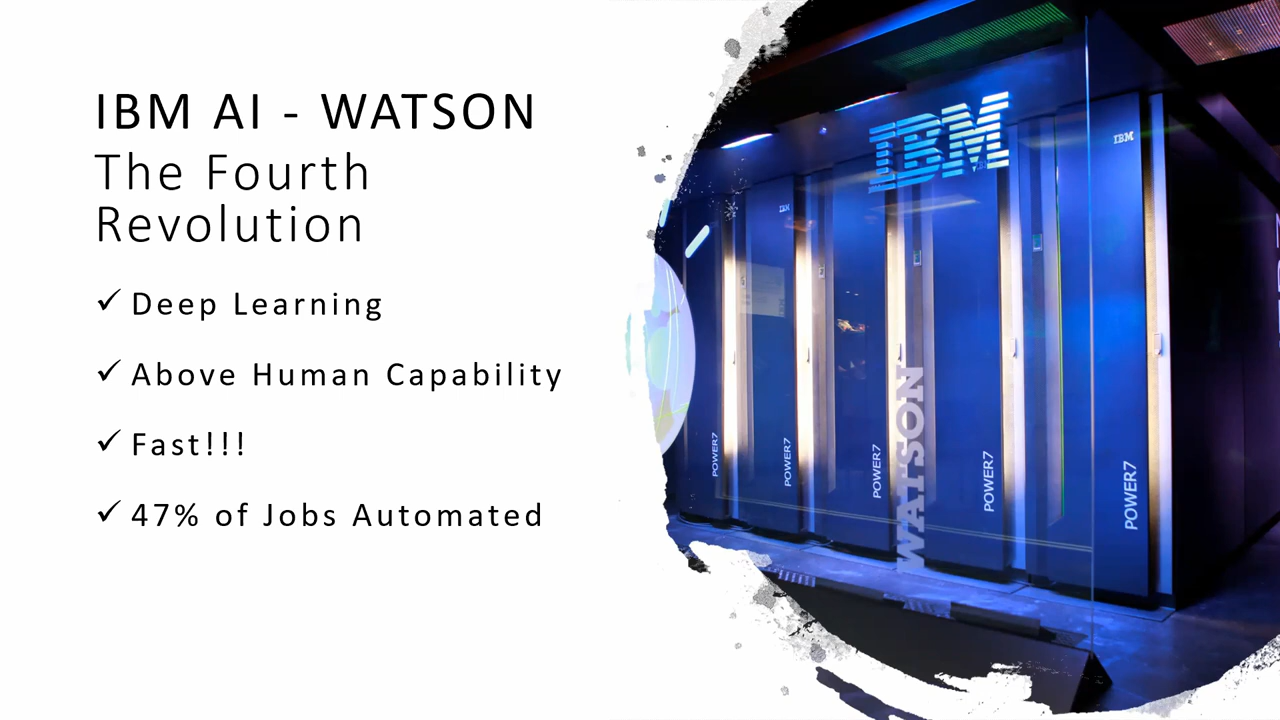 IBM AI - WATSON
The Fourth
Revolution
✓ Deep Learning
✓ Above Human Capability
✓ Fast!!!
✓ 47% of Jobs Automated
IBM
IBM
IBM
WATSON
POWER7
POWER7
POWER7
POWER7
POWER7